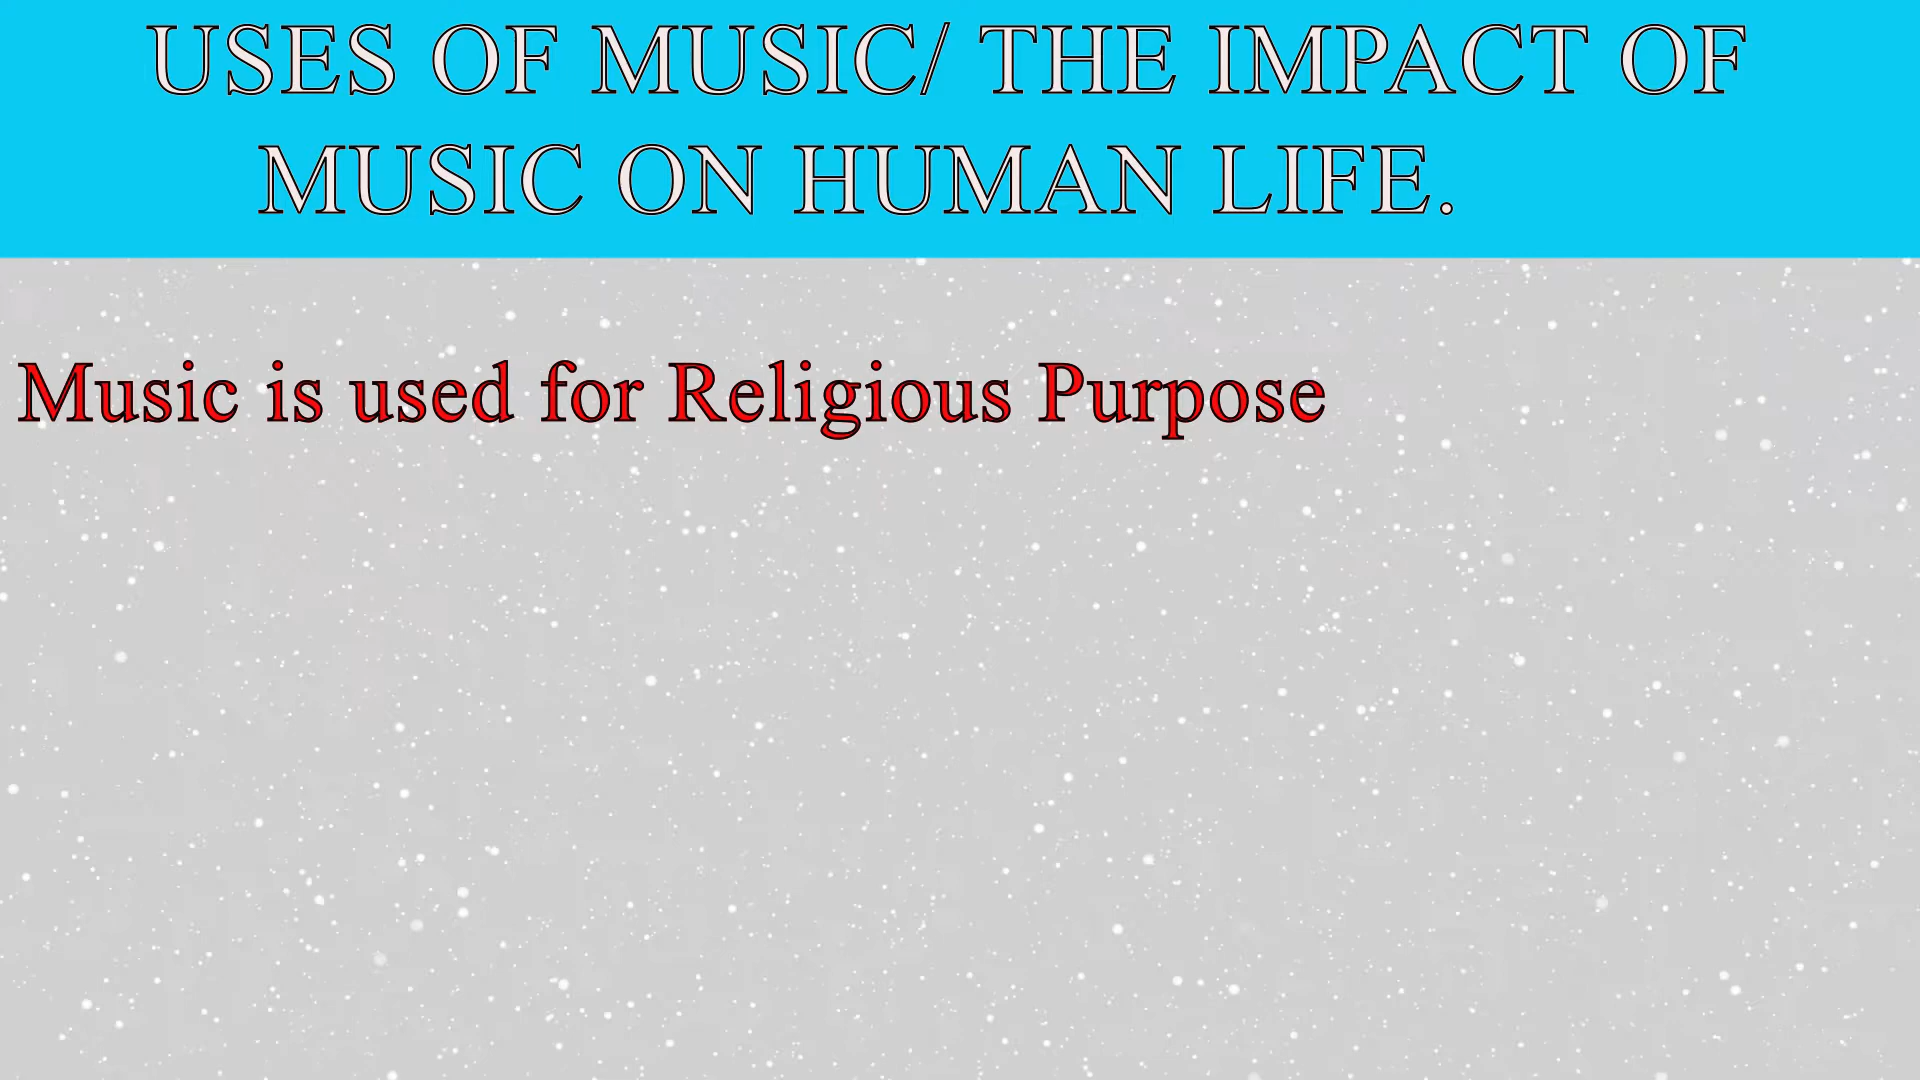 USES OF MUSIC/ THE IMPACT OF
MUSIC ON HUMAN LIFE.
Music is used for Religious Purpose